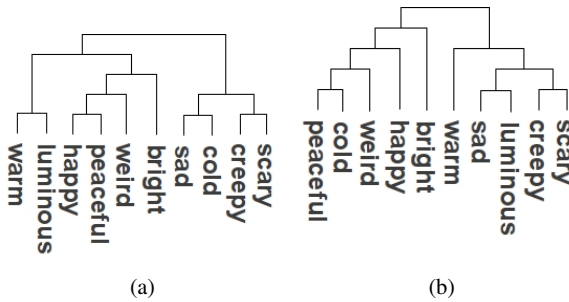 warm
luminous
happy
peaceful
weird
bright
sad
cold
creepy
scary
(a)
peaceful
cold
weird
happy
bright
warm
sad
luminous
creepy
scary
(b)